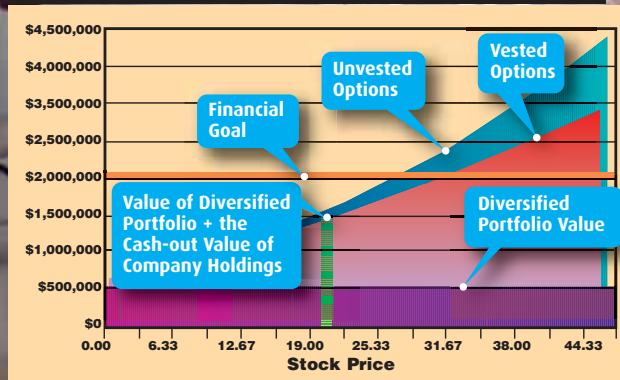 $4,500,000
$4,000,000
$3,500,000
$2,500,000
$2,000,000
$1,500,000
$1,000,000
$500,000
$0
Unvested
Options
Vested
Options
Financial
Goal
Value of Diversified
Portfolio + the
Cash-out Value of
Company Holdings
Diversified
Portfolio Value
0.00 6.33 12.67 19.00 25.33 31.67 38.00 44.33
Stock Price